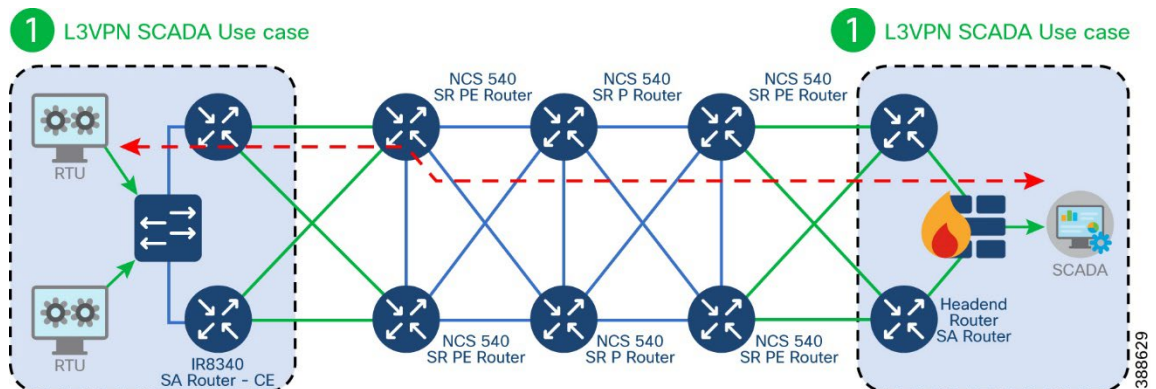 1 L3VPN SCADA Use case
1 L3VPN SCADA Use case
RTU
RTU
IR8340
SA Router - CE
NCS 540
SR PE Router
NCS 540
SR P Router
NCS 540
SR PE Router
NCS 540
SR PE Router
NCS 540
SR P Router
NCS 540
SR PE Router
SCADA
Headend
Router
SA Router
388629